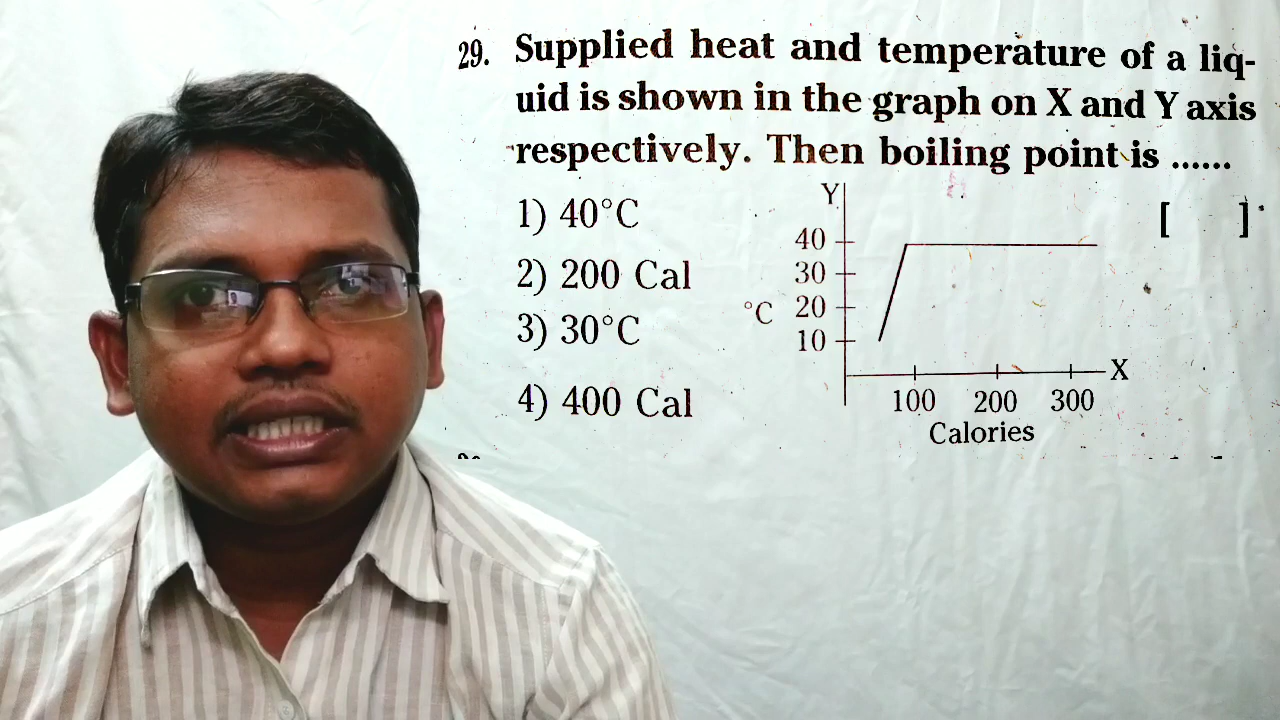 29. Supplied heat and temperature of a liq-
uid is shown in the graph on X and Y axis
respectively. Then boiling point is ......
[ ]
1) 40°C
2) 200 Cal
3) 30°C
4) 400 Cal
Y
40
30
°C 20
10
X
100 200 300
Calories